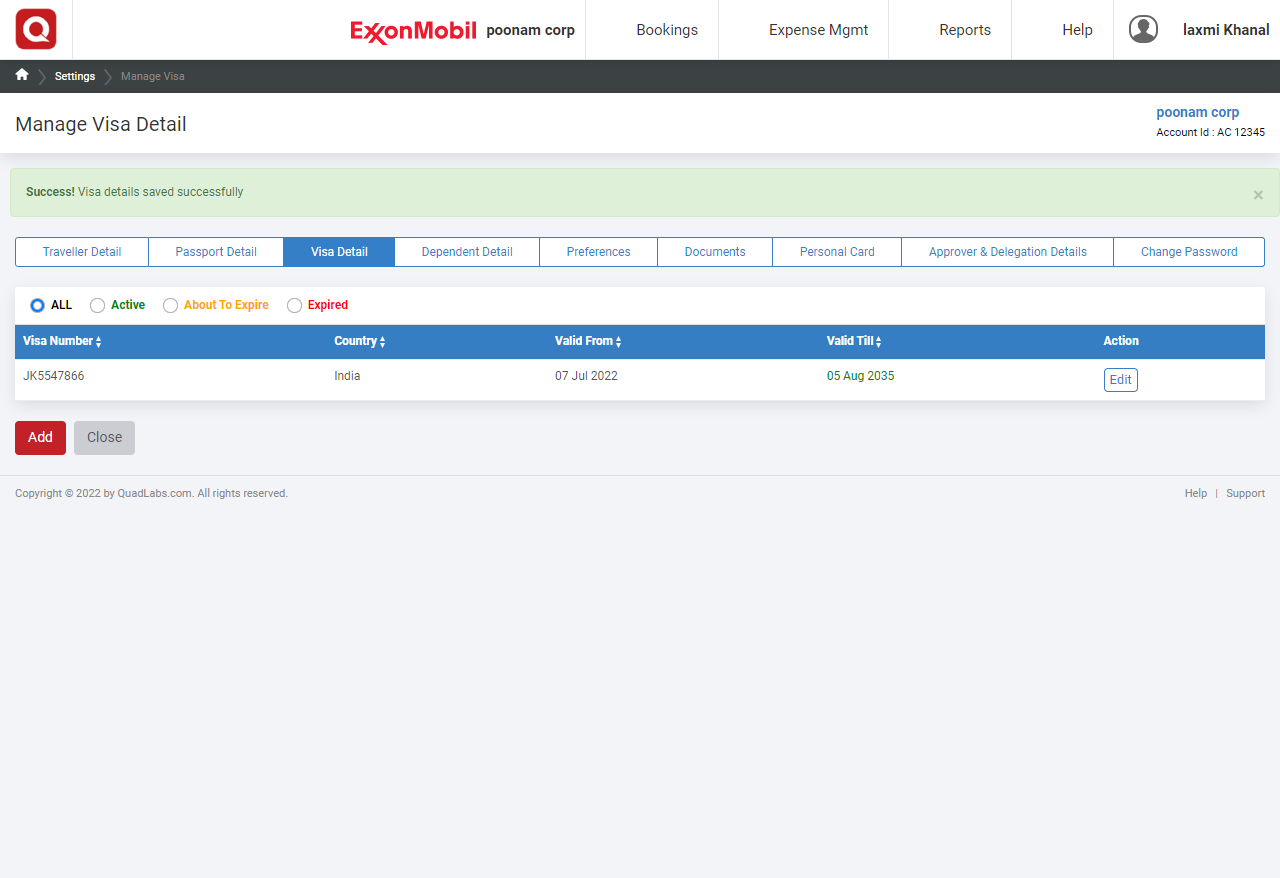 Q ExxonMobil poonam corp Bookings Expense Mgmt Reports Help laxmi Khanal
Settings Manage Visa
Manage Visa Detail
poonam corp
Account Id : AC 12345
Success! Visa details saved successfully ×
Traveller Detail Passport Detail Visa Detail Dependent Detail Preferences Documents Personal Card Approver & Delegation Details Change Password
ALL Active About To Expire Expired
Visa Number Country Valid From Valid Till Action
JK5547866 India 07 Jul 2022 05 Aug 2035 Edit
Add Close
Copyright © 2022 by QuadLabs.com. All rights reserved. Help | Support